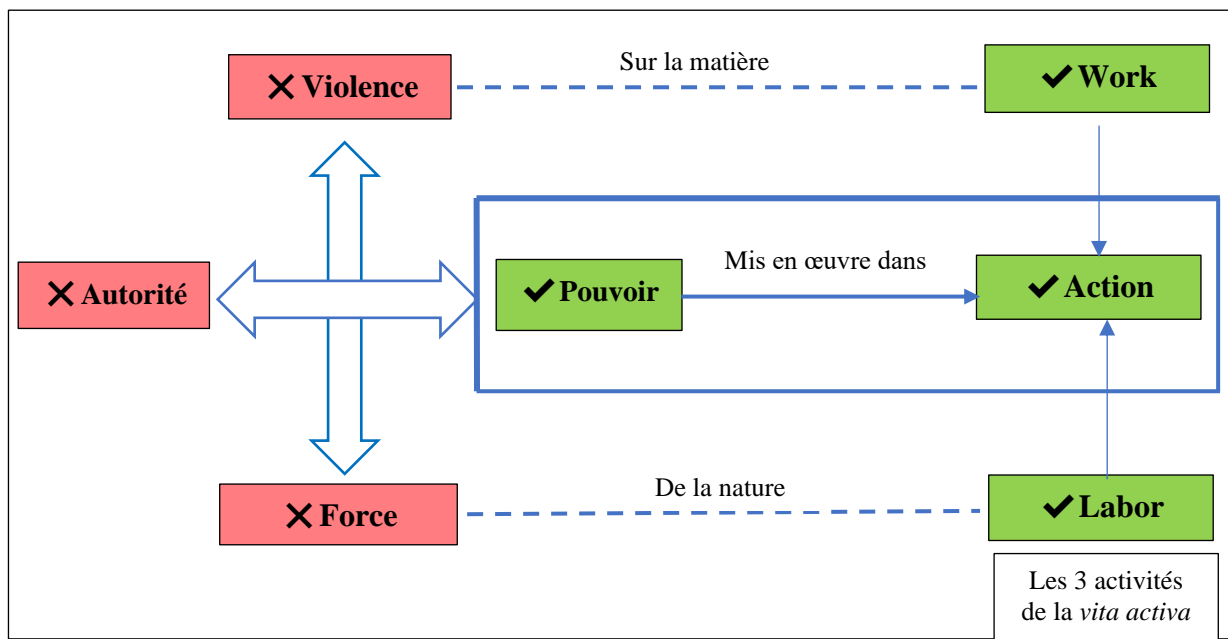 ✕ Violence
Sur la matière
✔ Work
✕ Autorité
✔ Pouvoir
Mis en œuvre dans
✔ Action
✕ Force
De la nature
✔ Labor
Les 3 activités
de la vita activa